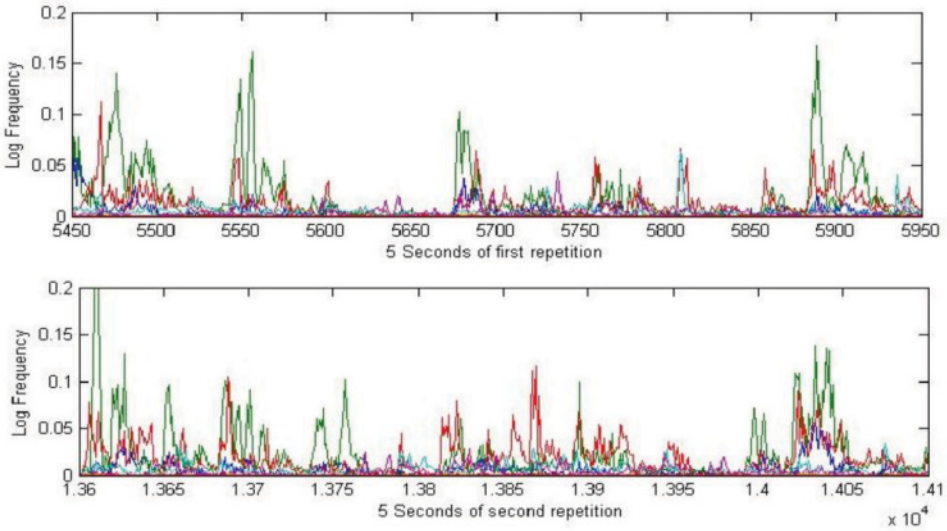 0.2
0.15
0.1
0.05
0
Log Frequency
5450 5500 5550 5600 5650 5700 5750 5800 5850 5900 5950
5 Seconds of first repetition
0.2
0.15
0.1
0.05
0
Log Frequency
1.36 1.365 1.37 1.375 1.38 1.385 1.39 1.395 1.4 1.405 1.41
5 Seconds of second repetition
x 10⁴